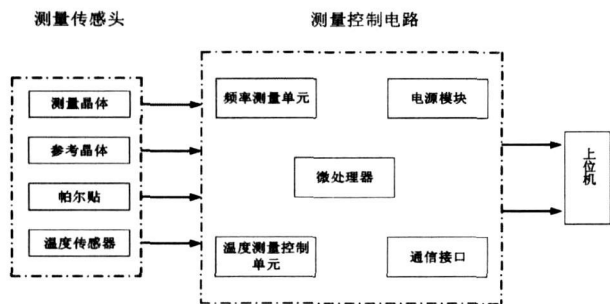 测量传感头
测量控制电路
测量晶体
参考晶体
帕尔贴
温度传感器
频率测量单元
电源模块
微处理器
温度测量控制
单元
通信接口
上位机